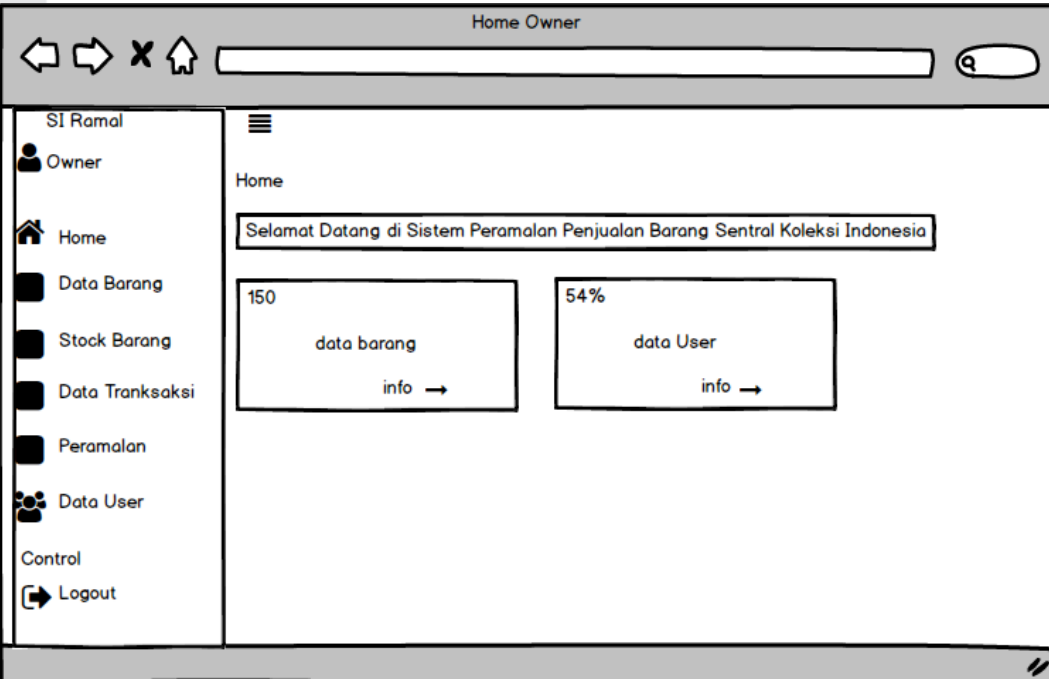 Home Owner
SI Ramal
Owner
Home
Data Barang
Stock Barang
Data Tranksaksi
Peramalan
Data User
Control
Logout
Home
Selamat Datang di Sistem Peramalan Penjualan Barang Sentral Koleksi Indonesia
150
data barang
info
54%
data User
info